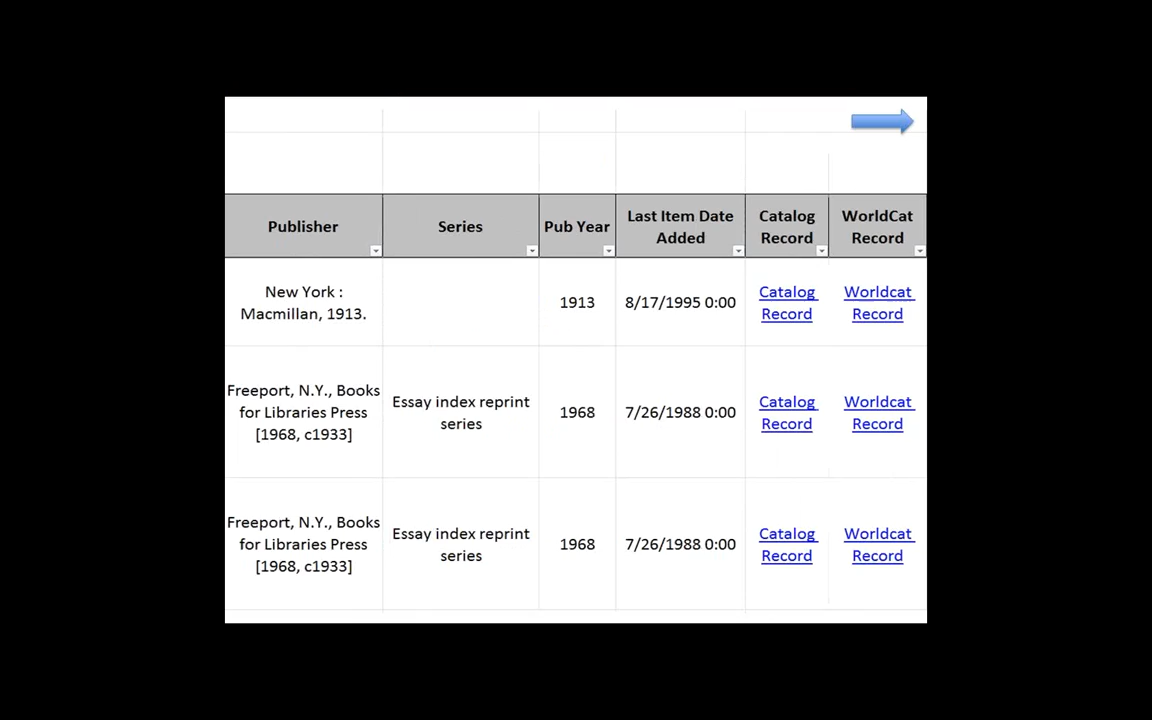 Publisher
Series
Pub Year
Last Item Date
Added
Catalog
Record
WorldCat
Record
New York :
Macmillan, 1913.
1913
8/17/1995 0:00
Catalog
Record
Worldcat
Record
Freeport, N.Y., Books
for Libraries Press
[1968, c1933]
Essay index reprint
series
1968
7/26/1988 0:00
Catalog
Record
Worldcat
Record
Freeport, N.Y., Books
for Libraries Press
[1968, c1933]
Essay index reprint
series
1968
7/26/1988 0:00
Catalog
Record
Worldcat
Record